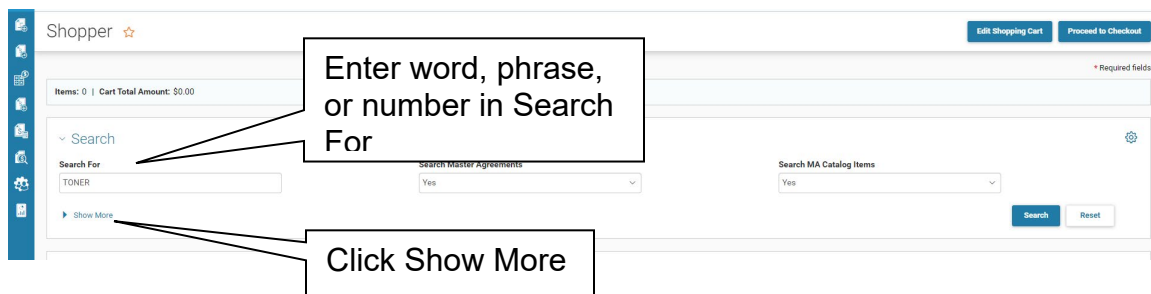 Shopper
Edit Shopping Cart
Proceed to Checkout
Enter word, phrase,
or number in Search
For
* Required fields
Items: 0 | Cart Total Amount: $0.00
Search
Search For
Search Master Agreements
Search MA Catalog Items
TONER
Yes
Yes
Show More
Search
Reset
Click Show More